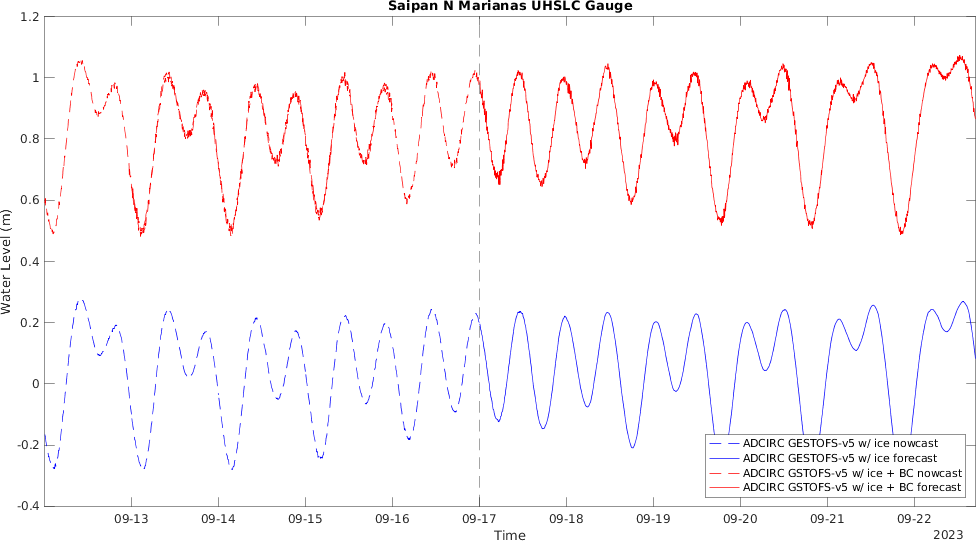 Saipan N Marianas UHSLC Gauge
Water Level (m)
1.2
1
0.8
0.6
0.4
0.2
0
-0.2
-0.4
ADCIRC GESTOFS-v5 w/ ice nowcast
ADCIRC GESTOFS-v5 w/ ice forecast
ADCIRC GSTOFS-v5 w/ ice + BC nowcast
ADCIRC GSTOFS-v5 w/ ice + BC forecast
09-13 09-14 09-15 09-16 09-17 09-18 09-19 09-20 09-21 09-22
Time
2023